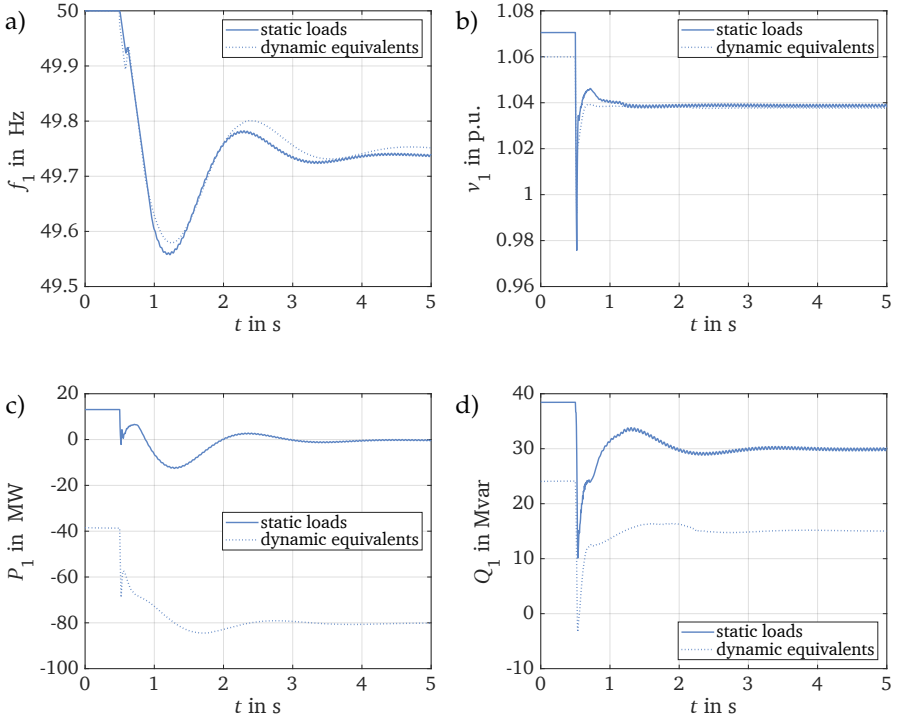 a)
50
49.9
49.8
49.7
49.6
49.5
f1 in Hz
static loads
dynamic equivalents
0 1 2 3 4 5
t in s
b)
1.08
1.06
1.04
1.02
1
0.98
0.96
v1 in p.u.
static loads
dynamic equivalents
0 1 2 3 4 5
t in s
c)
20
0
-20
-40
-60
-80
-100
P1 in MW
static loads
dynamic equivalents
0 1 2 3 4 5
t in s
d)
40
30
20
10
0
-10
Q1 in Mvar
static loads
dynamic equivalents
0 1 2 3 4 5
t in s